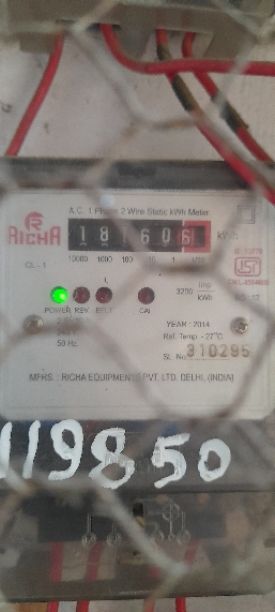 A.C. 1 Phase 2 Wire Static kWh Meter
RICHA
181606 kWh
10000 1000 100 10 1 1/10
CL - 1
3200 imp/kWh
POWER REV. E/L CAL
50 Hz.
YEAR : 2014
Ref. Temp. -27°C
SL. No. 310295
MFRS. : RICHA EQUIPMENTS PVT. LTD. DELHI, (INDIA)
119850